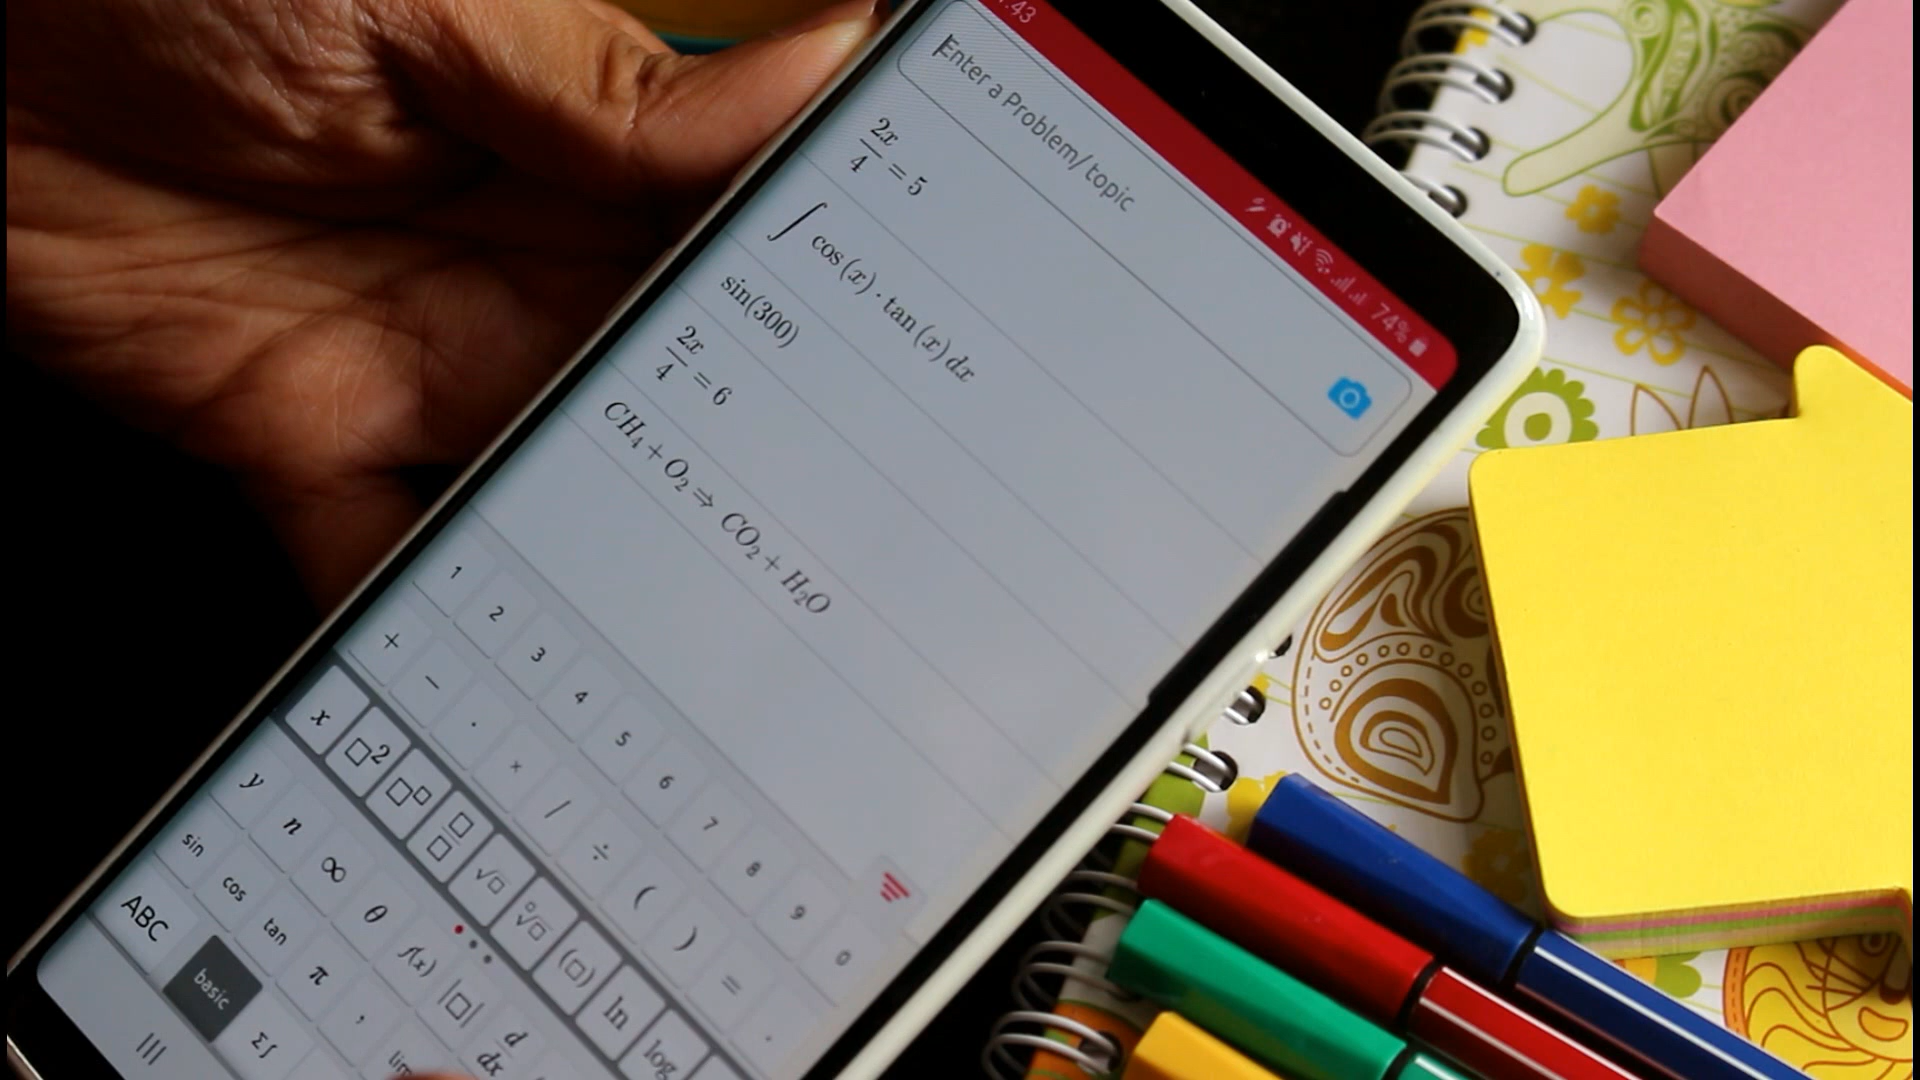 :43
74%
Enter a Problem/topic
2x/4 = 5
∫ cos(x) · tan(x) dx
sin(300)
2x/4 = 6
CH₄ + O₂ ⇒ CO₂ + H₂O
1 2 3 4 5 6 7 8 9 0
+ − · × / ÷ ( ) = .
x □² □^□ □/□ √□ ⁿ√□ (□) ln log
y n ∞ θ f(x) |□| d/dx
sin cos tan π ,
ABC basic Σ∫